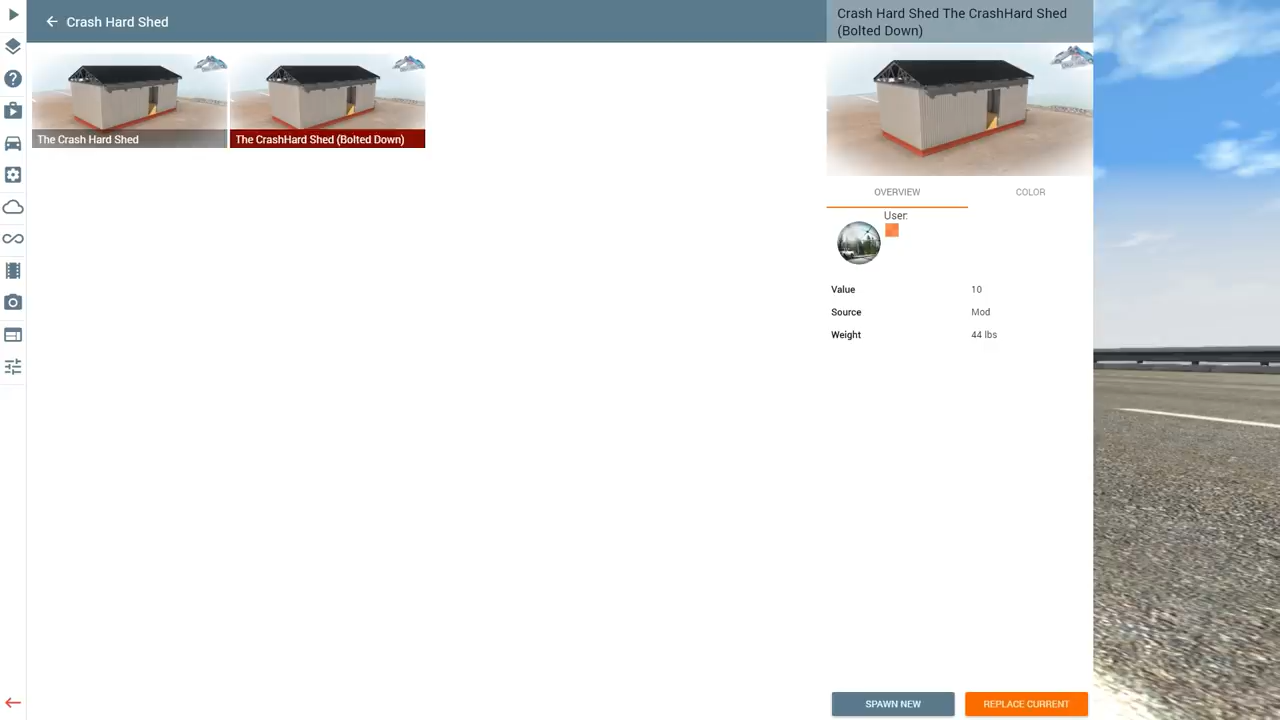 Crash Hard Shed
The Crash Hard Shed
The CrashHard Shed (Bolted Down)
Crash Hard Shed The CrashHard Shed
(Bolted Down)
OVERVIEW
COLOR
User:
Value 10
Source Mod
Weight 44 lbs
SPAWN NEW
REPLACE CURRENT